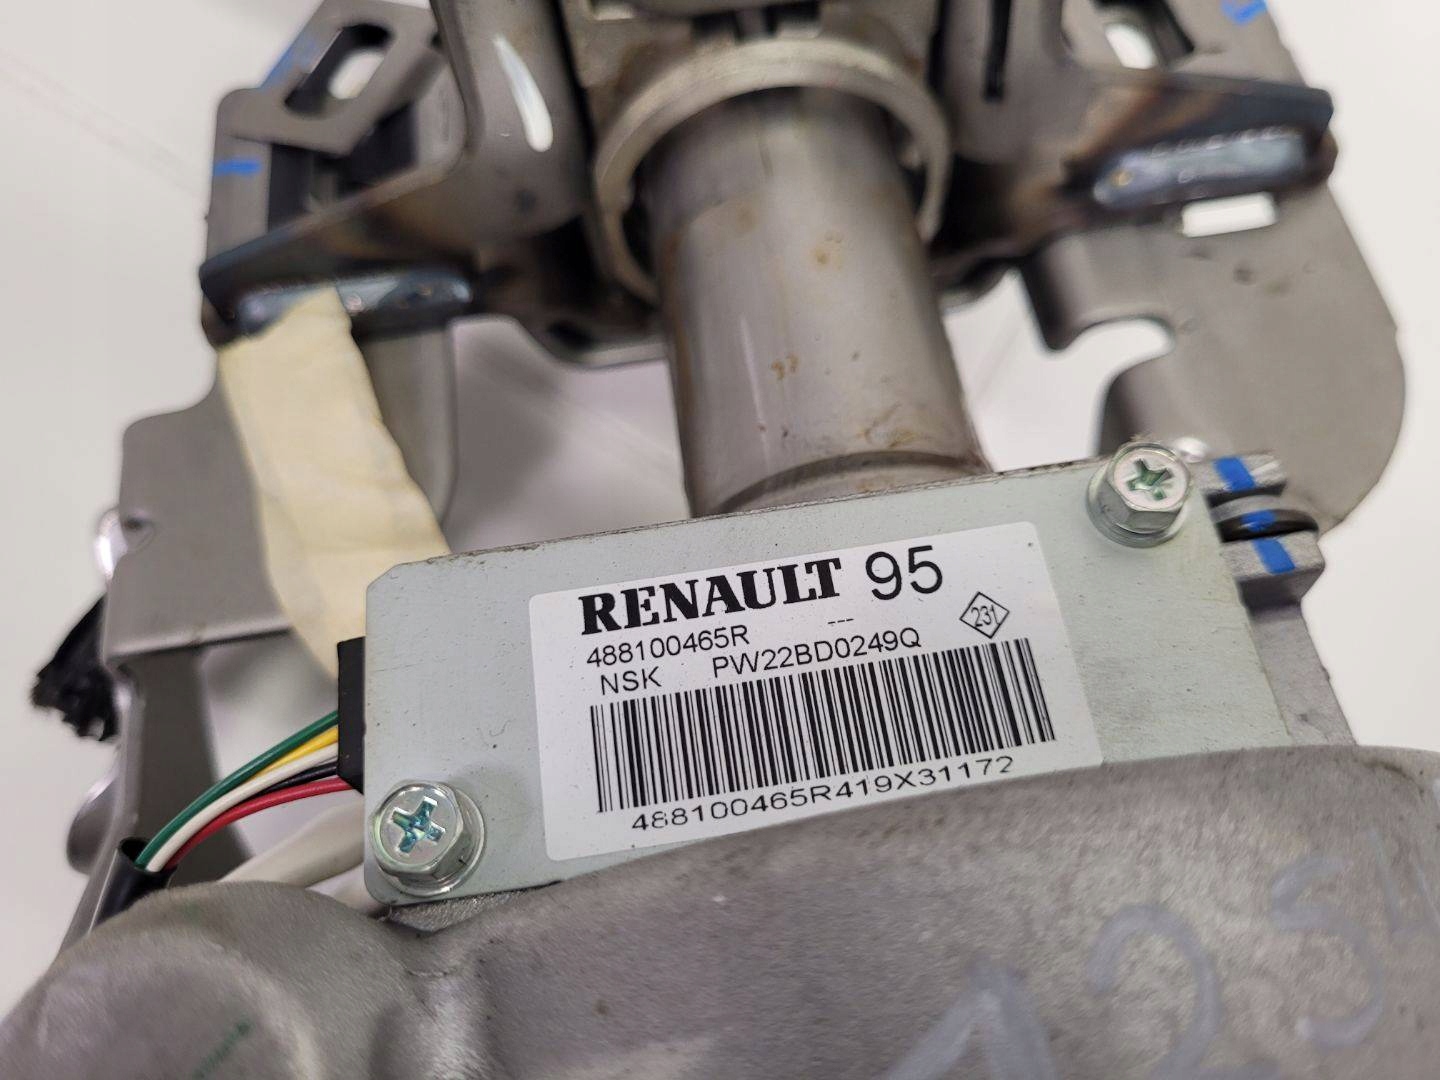 RENAULT 95
488100465R ---
231
NSK PW22BD0249Q
488100465R419X31172